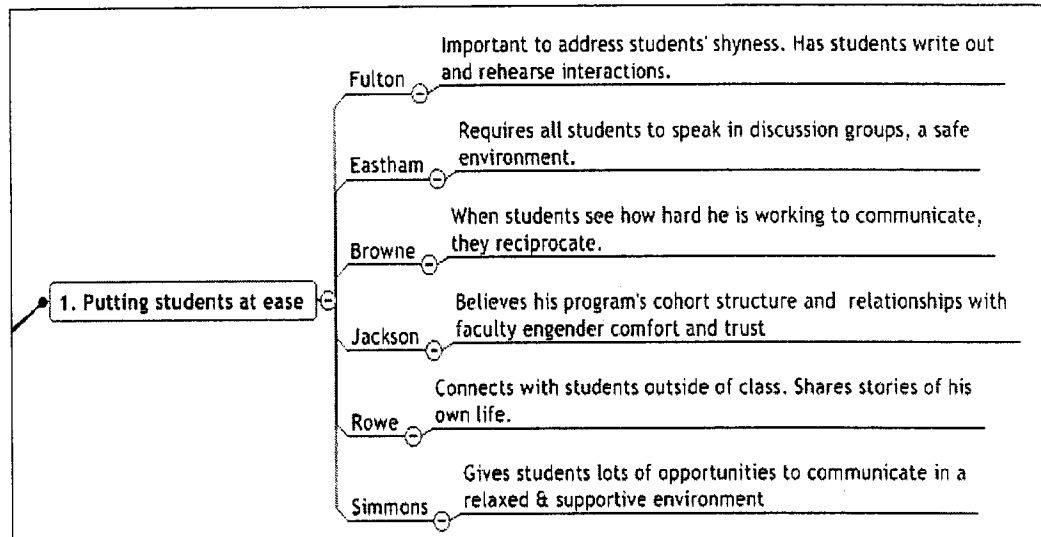 Important to address students' shyness. Has students write out
and rehearse interactions.
Fulton
Requires all students to speak in discussion groups, a safe
environment.
Eastham
When students see how hard he is working to communicate,
they reciprocate.
Browne
1. Putting students at ease
Believes his program's cohort structure and relationships with
faculty engender comfort and trust
Jackson
Connects with students outside of class. Shares stories of his
own life.
Rowe
Gives students lots of opportunities to communicate in a
relaxed & supportive environment
Simmons